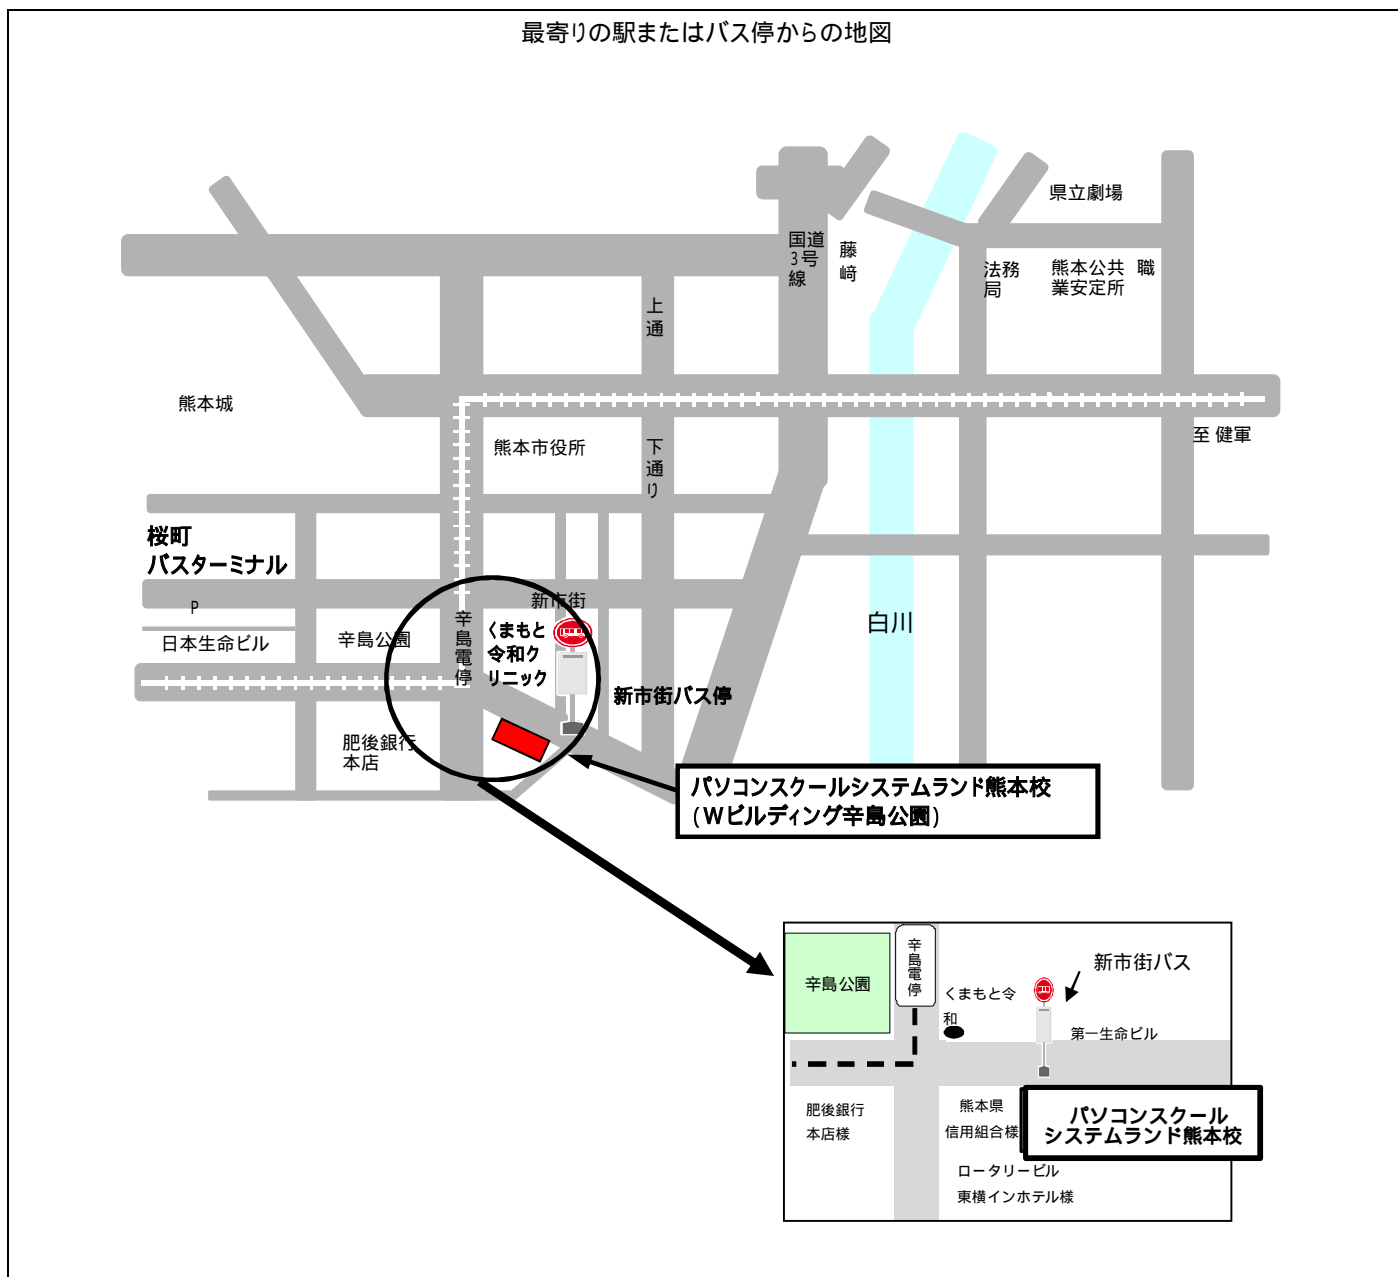 最寄りの駅またはバス停からの地図
県立劇場
国道
3号
線
藤
﨑
法務
局
熊本公共 職
業安定所
上
通
熊本城
熊本市役所
下
通
り
至 健軍
桜町
バスターミナル
P
日本生命ビル
辛島公園
辛
島
電
停
新市街
くまもと
令和ク
リニック
新市街バス停
白川
肥後銀行
本店
パソコンスクールシステムランド熊本校
(Wビルディング辛島公園)
辛島公園
辛
島
電
停
くまもと令
和
新市街バス
第一生命ビル
肥後銀行
本店様
熊本県
信用組合様
パソコンスクール
システムランド熊本校
ロータリービル
東横インホテル様